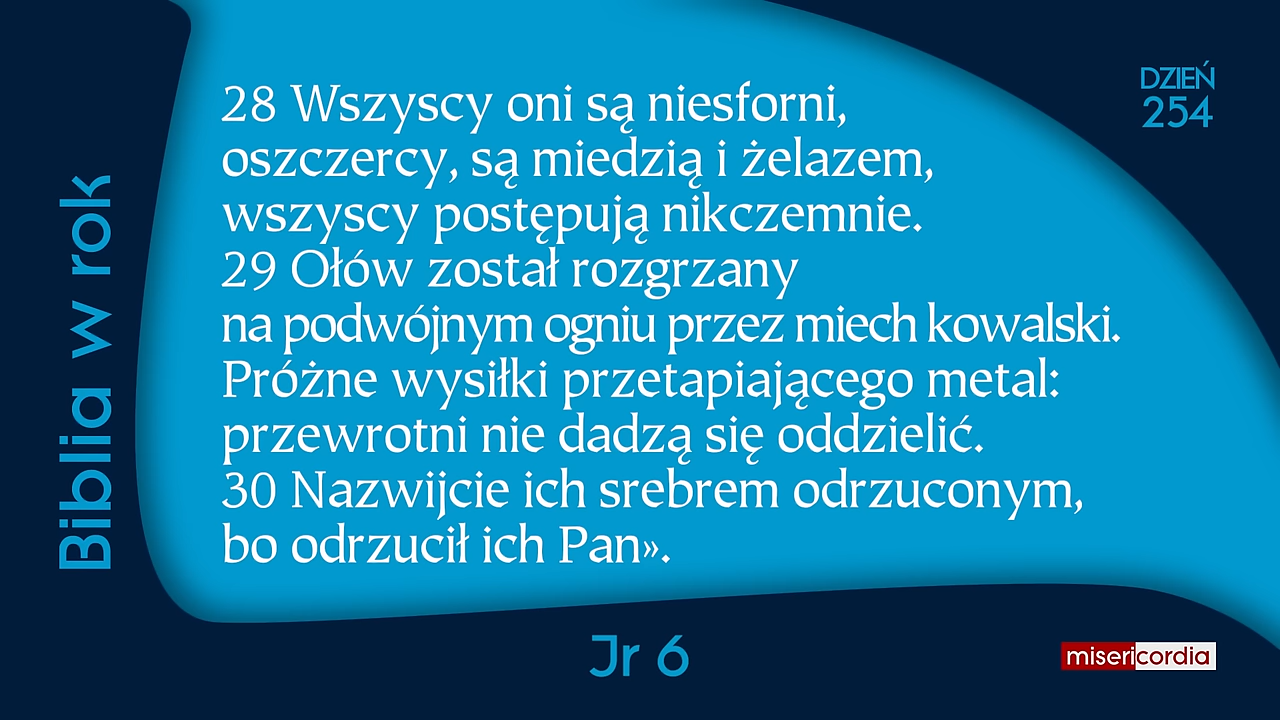 DZIEŃ
254
28 Wszyscy oni są niesforni,
oszczercy, są miedzią i żelazem,
wszyscy postępują nikczemnie.
29 Ołów został rozgrzany
na podwójnym ogniu przez miech kowalski.
Próżne wysiłki przetapiającego metal:
przewrotni nie dadzą się oddzielić.
30 Nazwijcie ich srebrem odrzuconym,
bo odrzucił ich Pan».
Biblia w rok
Jr 6
misericordia